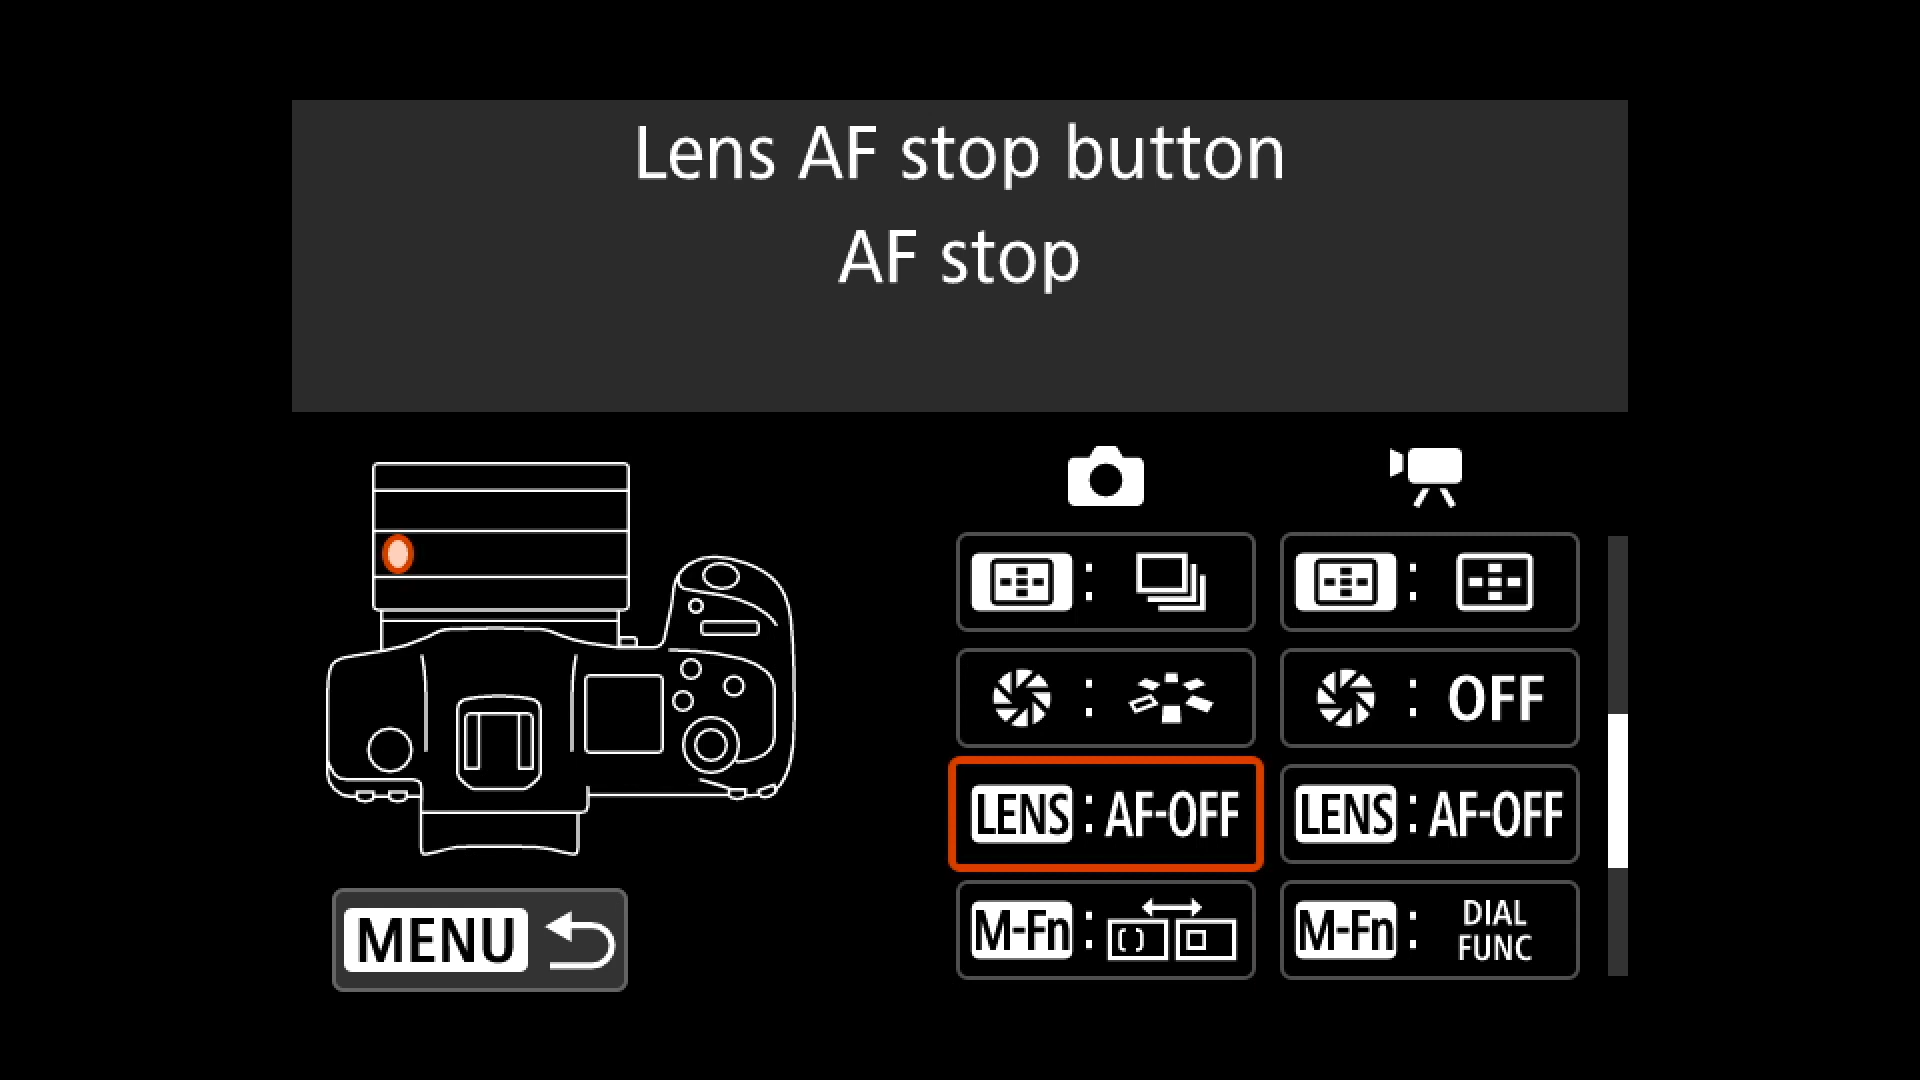 Lens AF stop button
AF stop
OFF
LENS : AF-OFF
LENS : AF-OFF
M-Fn :
M-Fn : DIAL FUNC
MENU